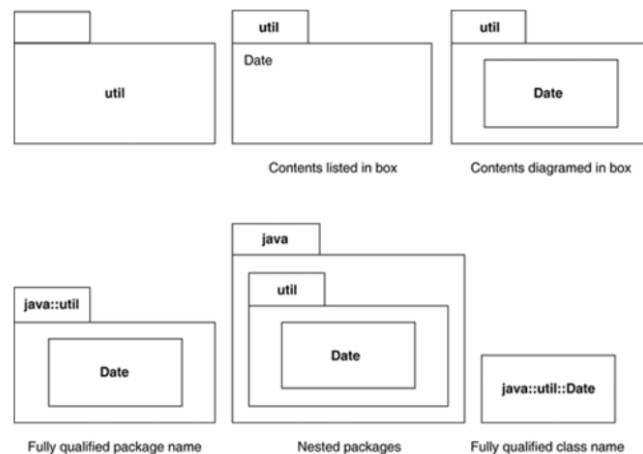 util
util
Date
Contents listed in box
util
Date
Contents diagramed in box
java::util
Date
Fully qualified package name
java
util
Date
Nested packages
java::util::Date
Fully qualified class name